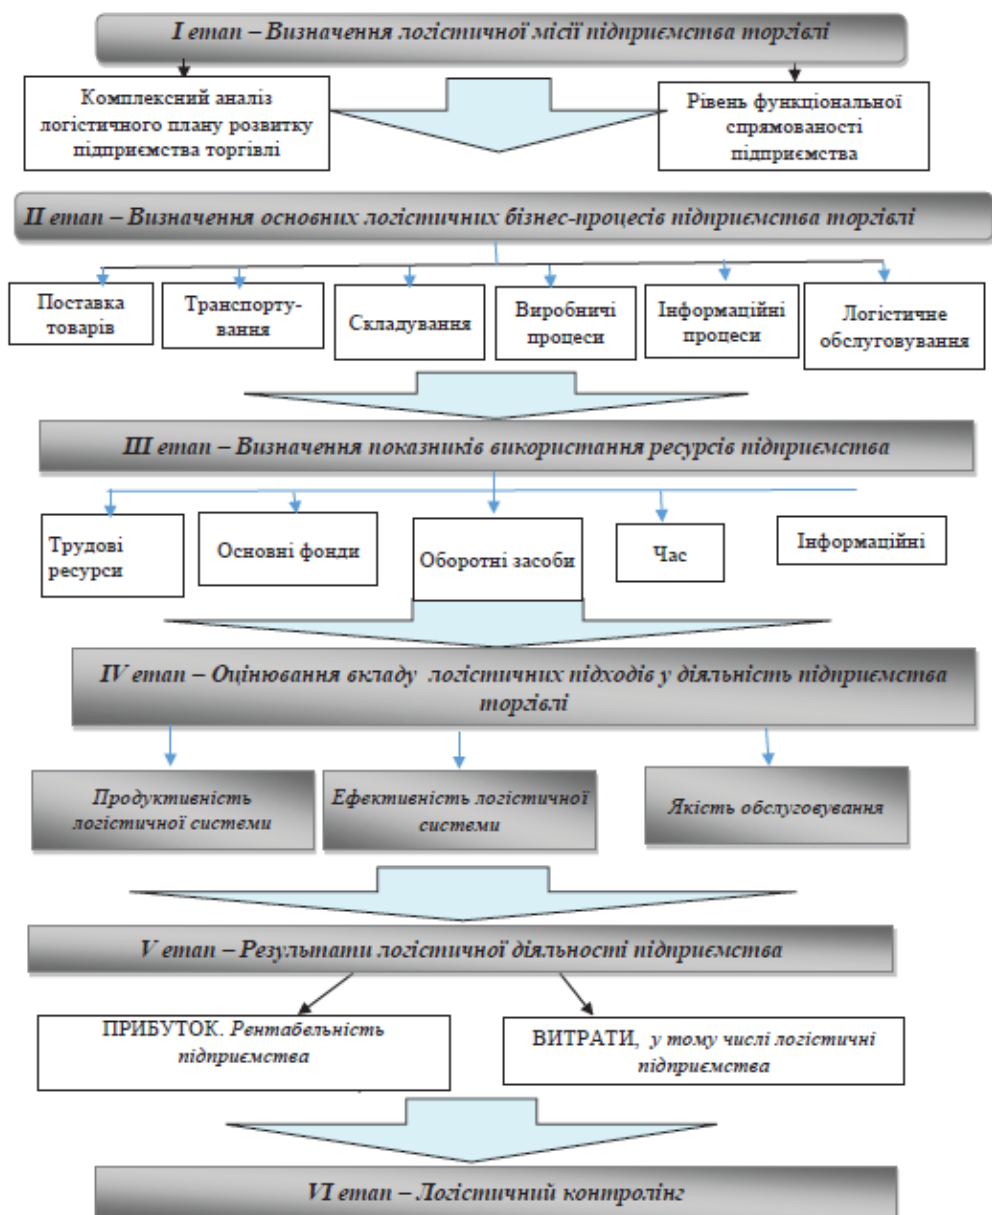 I етап – Визначення логістичної місії підприємства торгівлі
Комплексний аналіз
логістичного плану розвитку
підприємства торгівлі
Рівень функціональної
спрямованості
підприємства
II етап – Визначення основних логістичних бізнес-процесів підприємства торгівлі
Поставка
товарів
Транспорту-
вання
Складування
Виробничі
процеси
Інформаційні
процеси
Логістичне
обслуговування
III етап – Визначення показників використання ресурсів підприємства
Трудові
ресурси
Основні фонди
Оборотні засоби
Час
Інформаційні
IV етап – Оцінювання вкладу логістичних підходів у діяльність підприємства
торгівлі
Продуктивність
логістичної системи
Ефективність логістичної
системи
Якість обслуговування
V етап – Результати логістичної діяльності підприємства
ПРИБУТОК. Рентабельність
підприємства
ВИТРАТИ, у тому числі логістичні
підприємства
VI етап – Логістичний контролінг